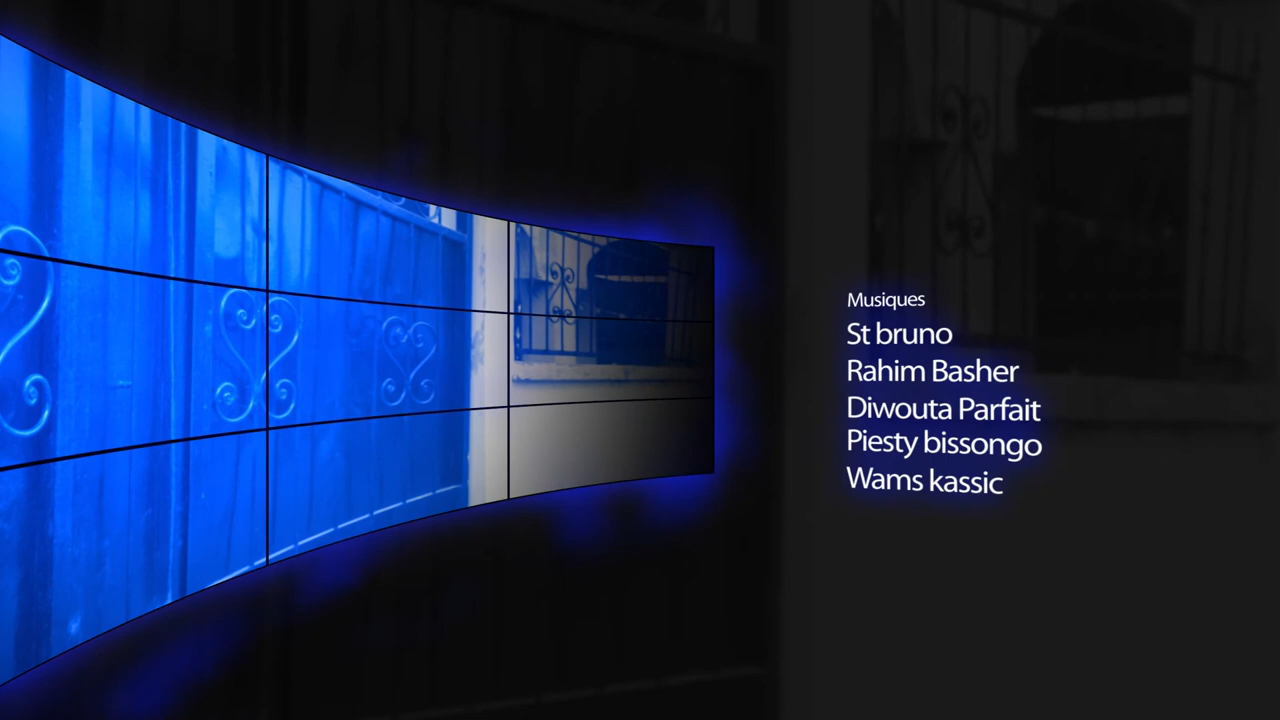 Musiques
St bruno
Rahim Basher
Diwouta Parfait
Piesty bissongo
Wams kassic